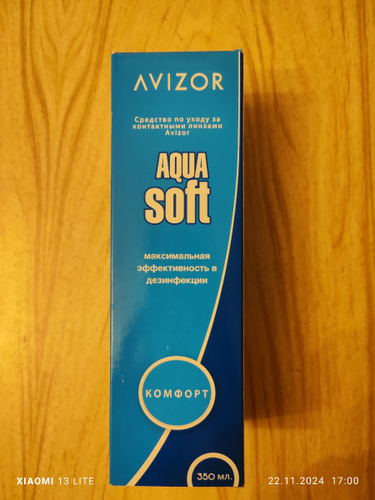 AVIZOR
Средство по уходу за
контактными линзами
Avizor
AQUA
soft
максимальная
эффективность в
дезинфекции
КОМФОРТ
350 мл.
XIAOMI 13 LITE
22.11.2024 17:00